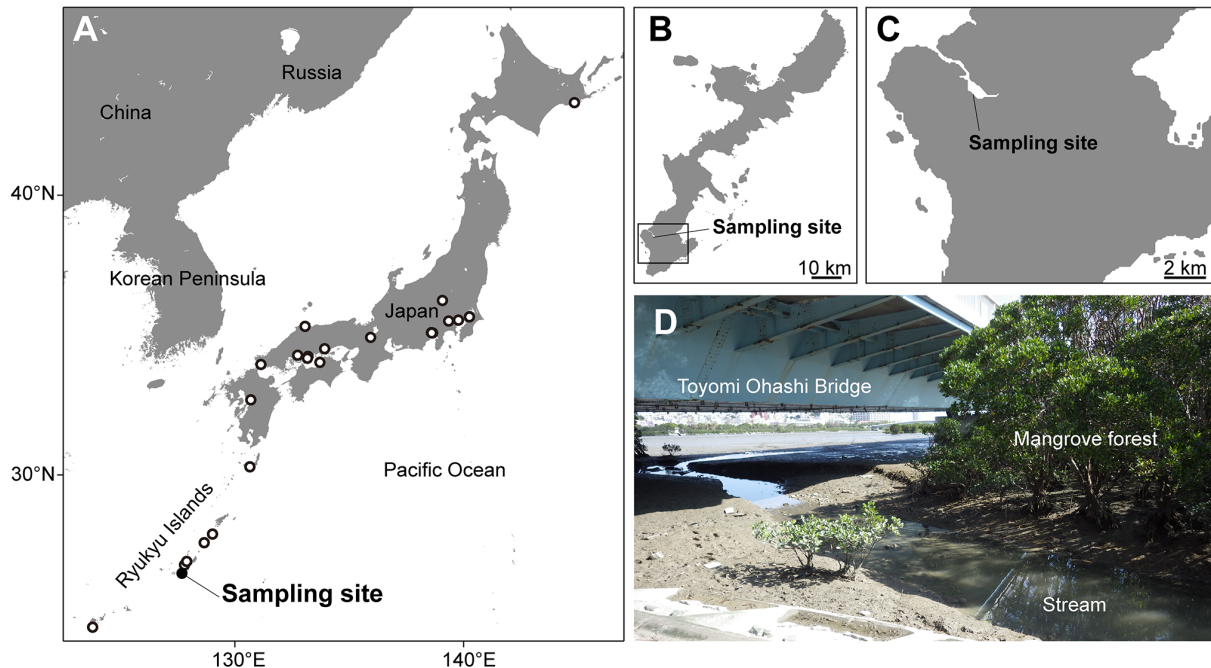 A
Russia
China
40°N
Korean Peninsula
Japan
30°N
Pacific Ocean
Ryukyu Islands
Sampling site
130°E
140°E
B
Sampling site
10 km
C
Sampling site
2 km
D
Toyomi Ohashi Bridge
Mangrove forest
Stream